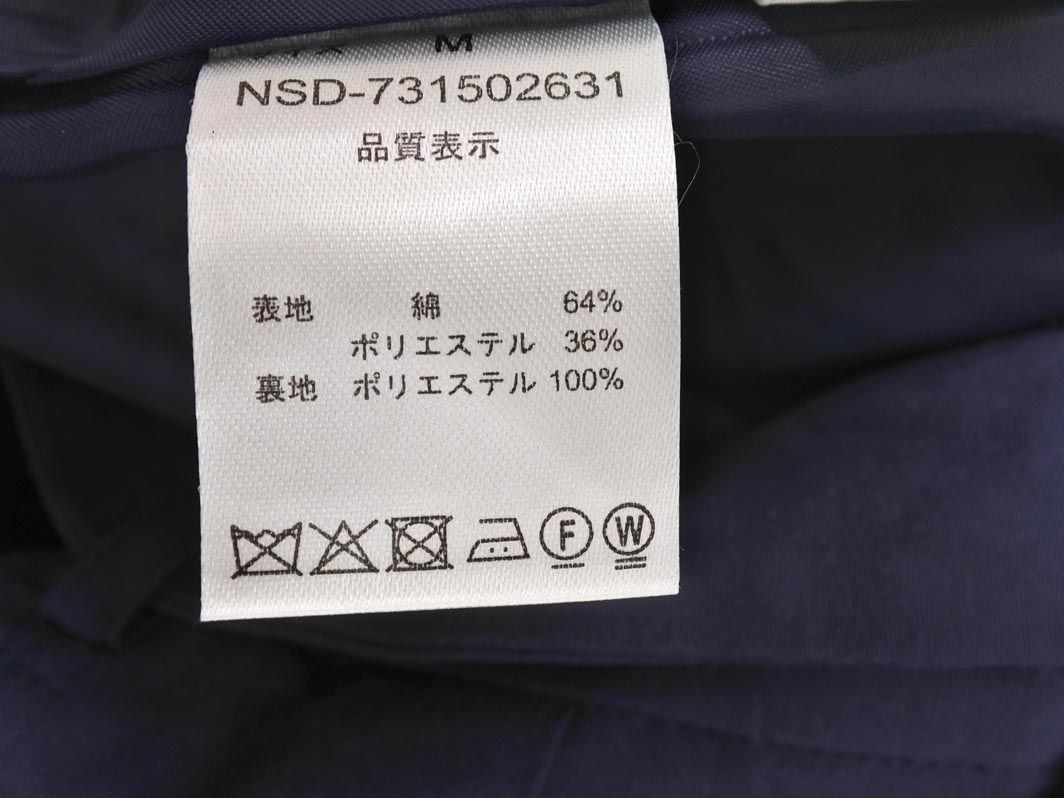 M
NSD-731502631
品質表示
表地 綿 64%
ポリエステル 36%
裏地 ポリエステル 100%
F W